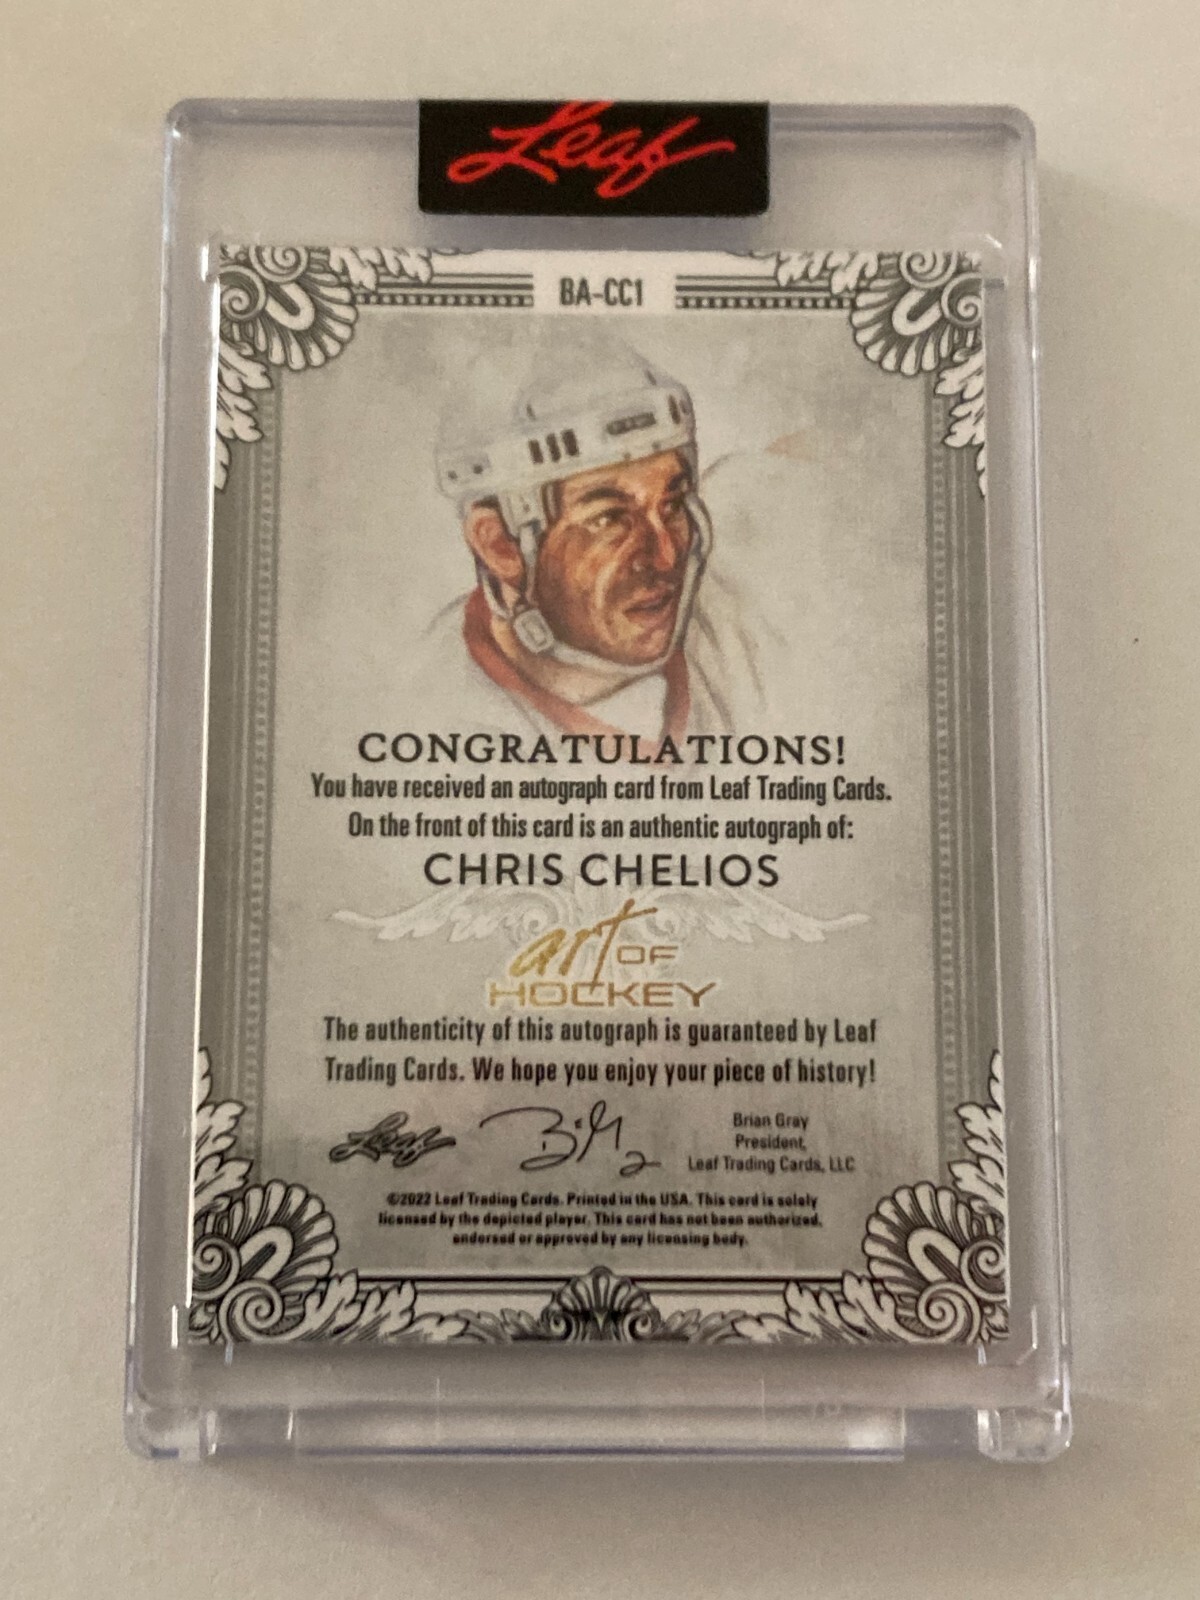 Leaf
BA-CC1
CONGRATULATIONS!
You have received an autograph card from Leaf Trading Cards.
On the front of this card is an authentic autograph of:
CHRIS CHELIOS
art OF
HOCKEY
The authenticity of this autograph is guaranteed by Leaf
Trading Cards. We hope you enjoy your piece of history!
Leaf
Brian Gray
President,
Leaf Trading Cards, LLC
©2022 Leaf Trading Cards. Printed in the USA. This card is solely
licensed by the depicted player. This card has not been authorized,
endorsed or approved by any licensing body.